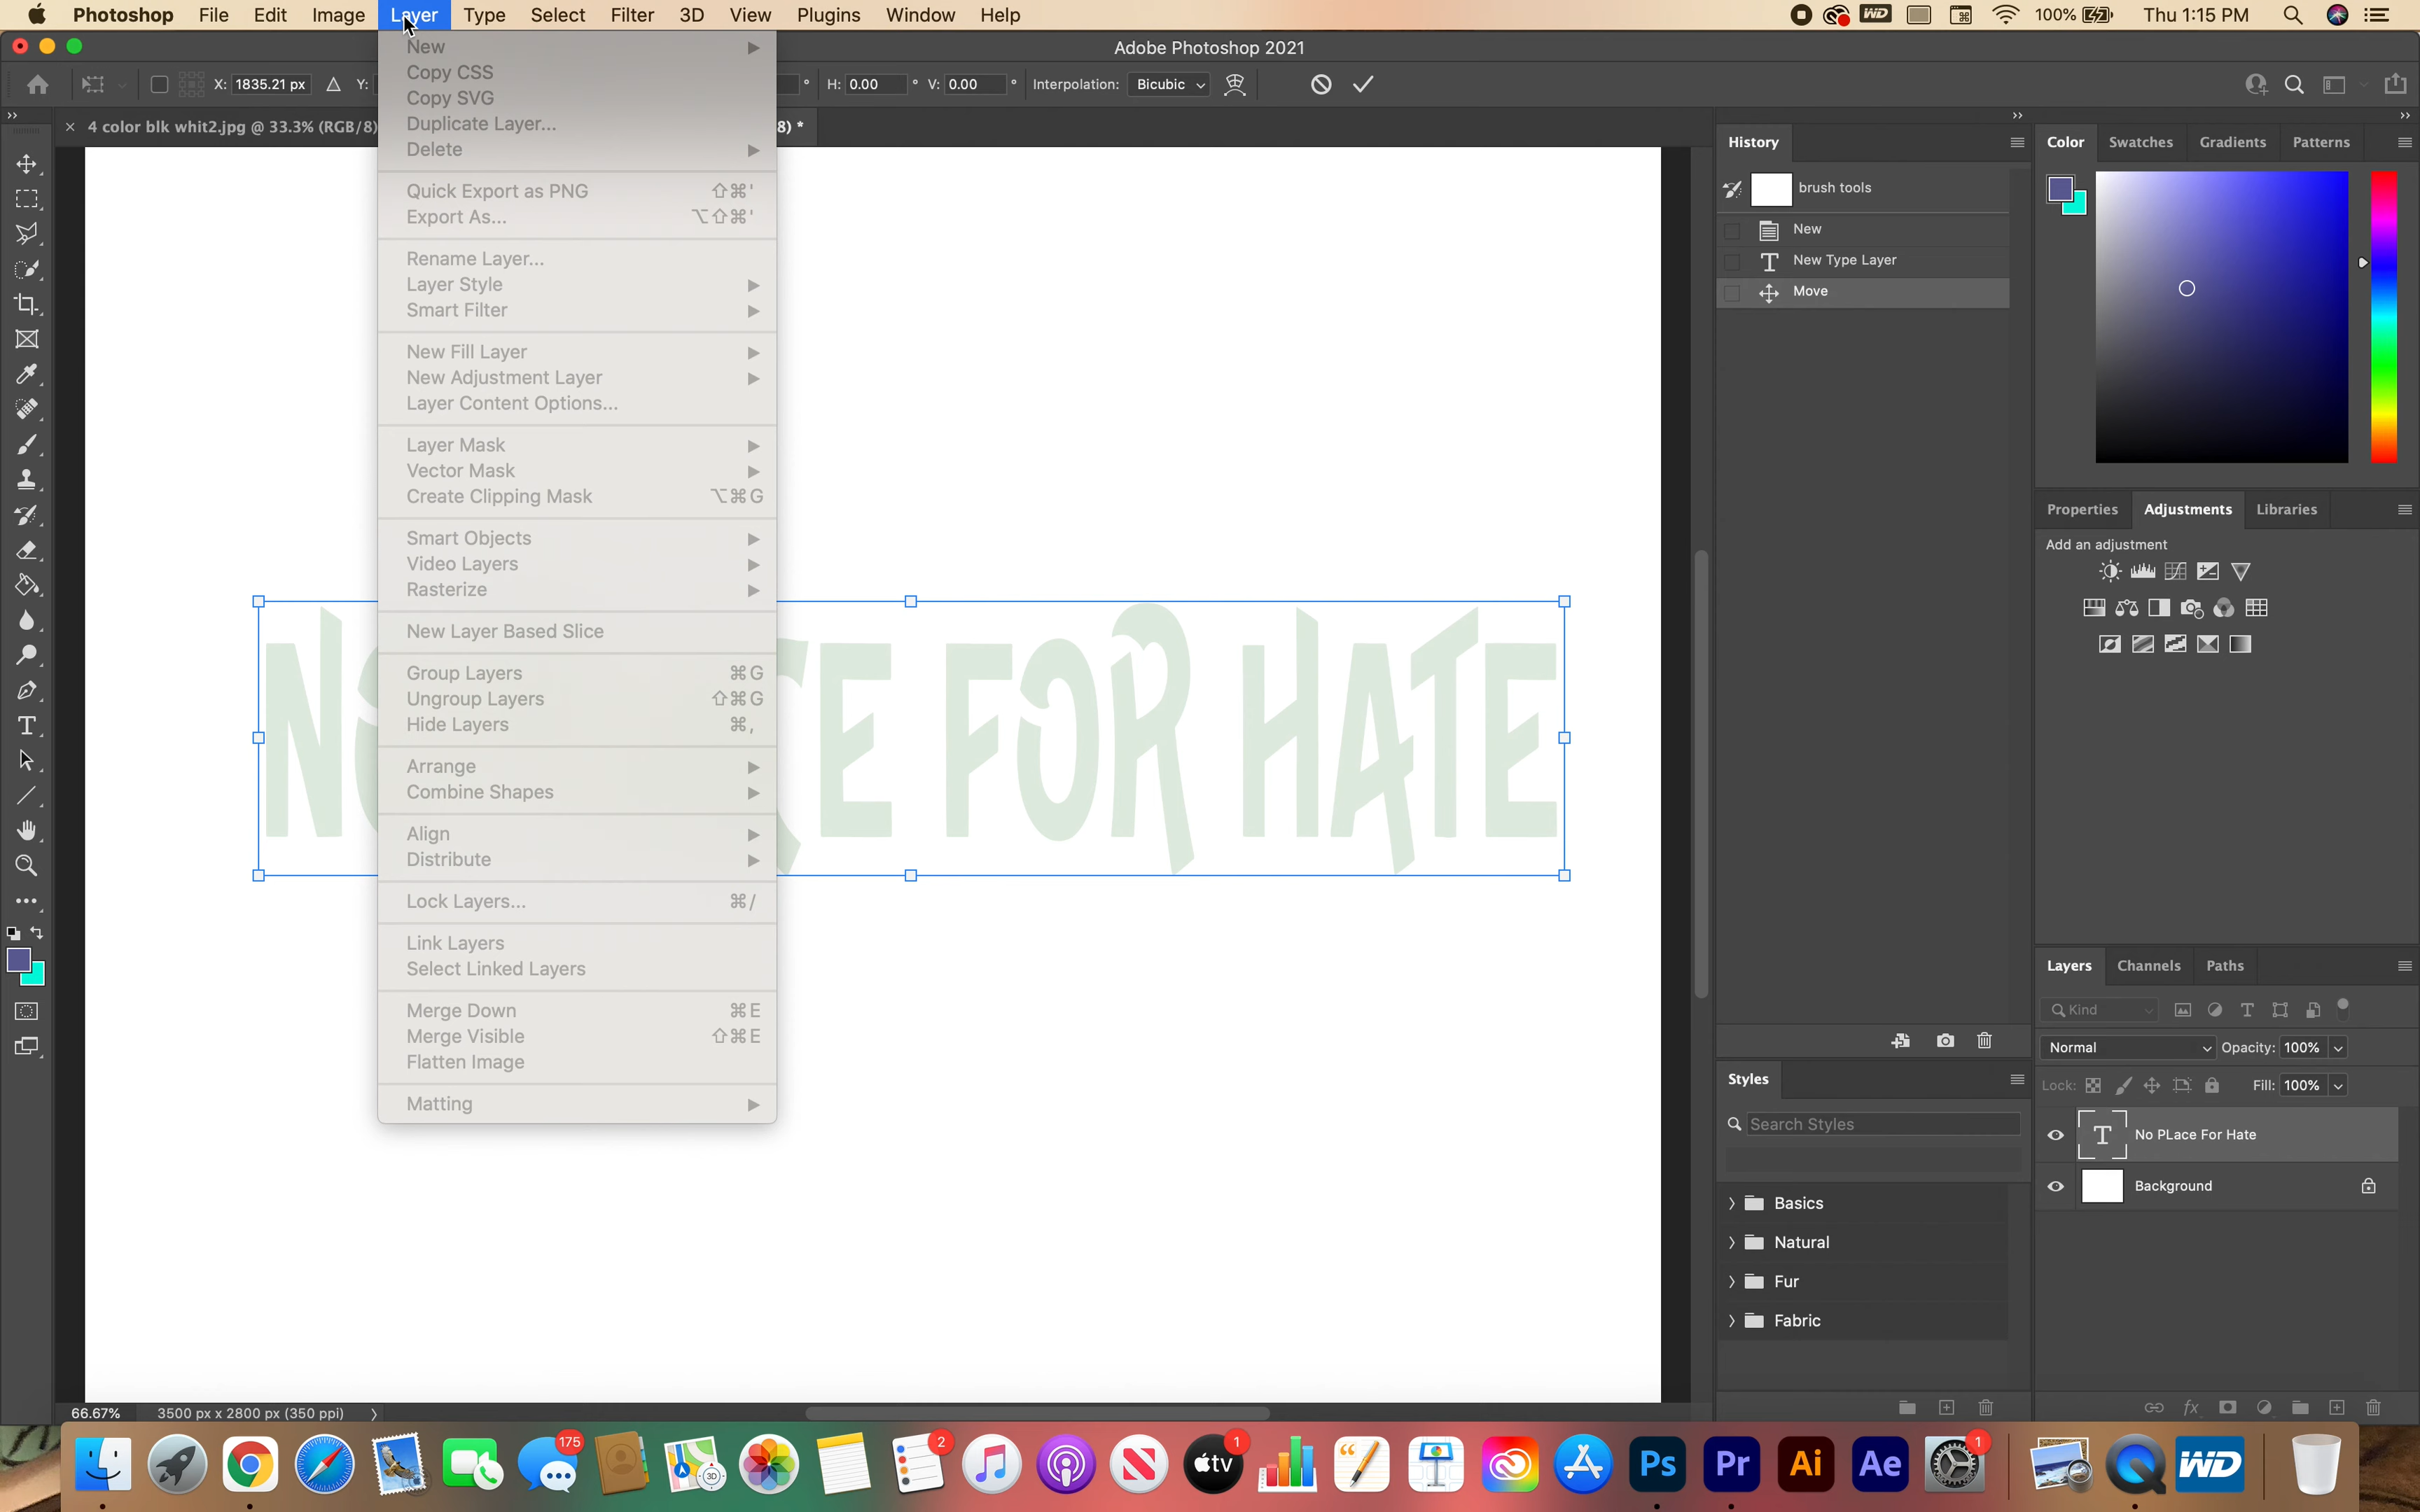 Photoshop File Edit Image Layer Type Select Filter 3D View Plugins Window Help 100% Thu 1:15 PM
Adobe Photoshop 2021
X: 1835.21 px Y: H: 0.00 ° V: 0.00 ° Interpolation: Bicubic
4 color blk whit2.jpg @ 33.3% (RGB/8) 8) *
New
Copy CSS
Copy SVG
Duplicate Layer...
Delete
Quick Export as PNG ⇧⌘'
Export As... ⌥⇧⌘'
Rename Layer...
Layer Style
Smart Filter
New Fill Layer
New Adjustment Layer
Layer Content Options...
Layer Mask
Vector Mask
Create Clipping Mask ⌥⌘G
Smart Objects
Video Layers
Rasterize
New Layer Based Slice
Group Layers ⌘G
Ungroup Layers ⇧⌘G
Hide Layers ⌘,
Arrange
Combine Shapes
Align
Distribute
Lock Layers... ⌘/
Link Layers
Select Linked Layers
Merge Down ⌘E
Merge Visible ⇧⌘E
Flatten Image
Matting
CE FOR HATE
66.67% 3500 px x 2800 px (350 ppi)
History
brush tools
New
New Type Layer
Move
Styles
Search Styles
Basics
Natural
Fur
Fabric
Color Swatches Gradients Patterns
Properties Adjustments Libraries
Add an adjustment
Layers Channels Paths
Kind
Normal Opacity: 100%
Lock: Fill: 100%
No PLace For Hate
Background
175 3D 2 tv 1 Ps Pr Ai Ae 1 WD